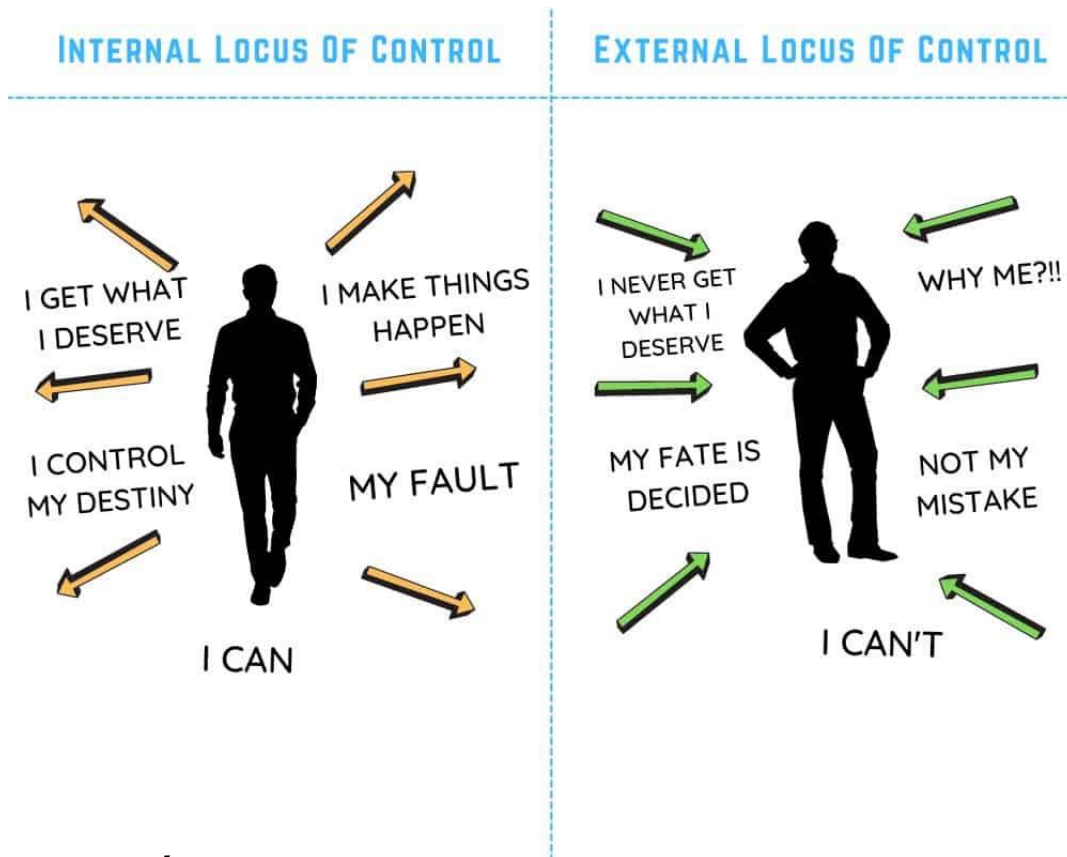 INTERNAL LOCUS OF CONTROL
I GET WHAT
I DESERVE
I MAKE THINGS
HAPPEN
I CONTROL
MY DESTINY
MY FAULT
I CAN
EXTERNAL LOCUS OF CONTROL
I NEVER GET
WHAT I
DESERVE
WHY ME?!!
MY FATE IS
DECIDED
NOT MY
MISTAKE
I CAN'T